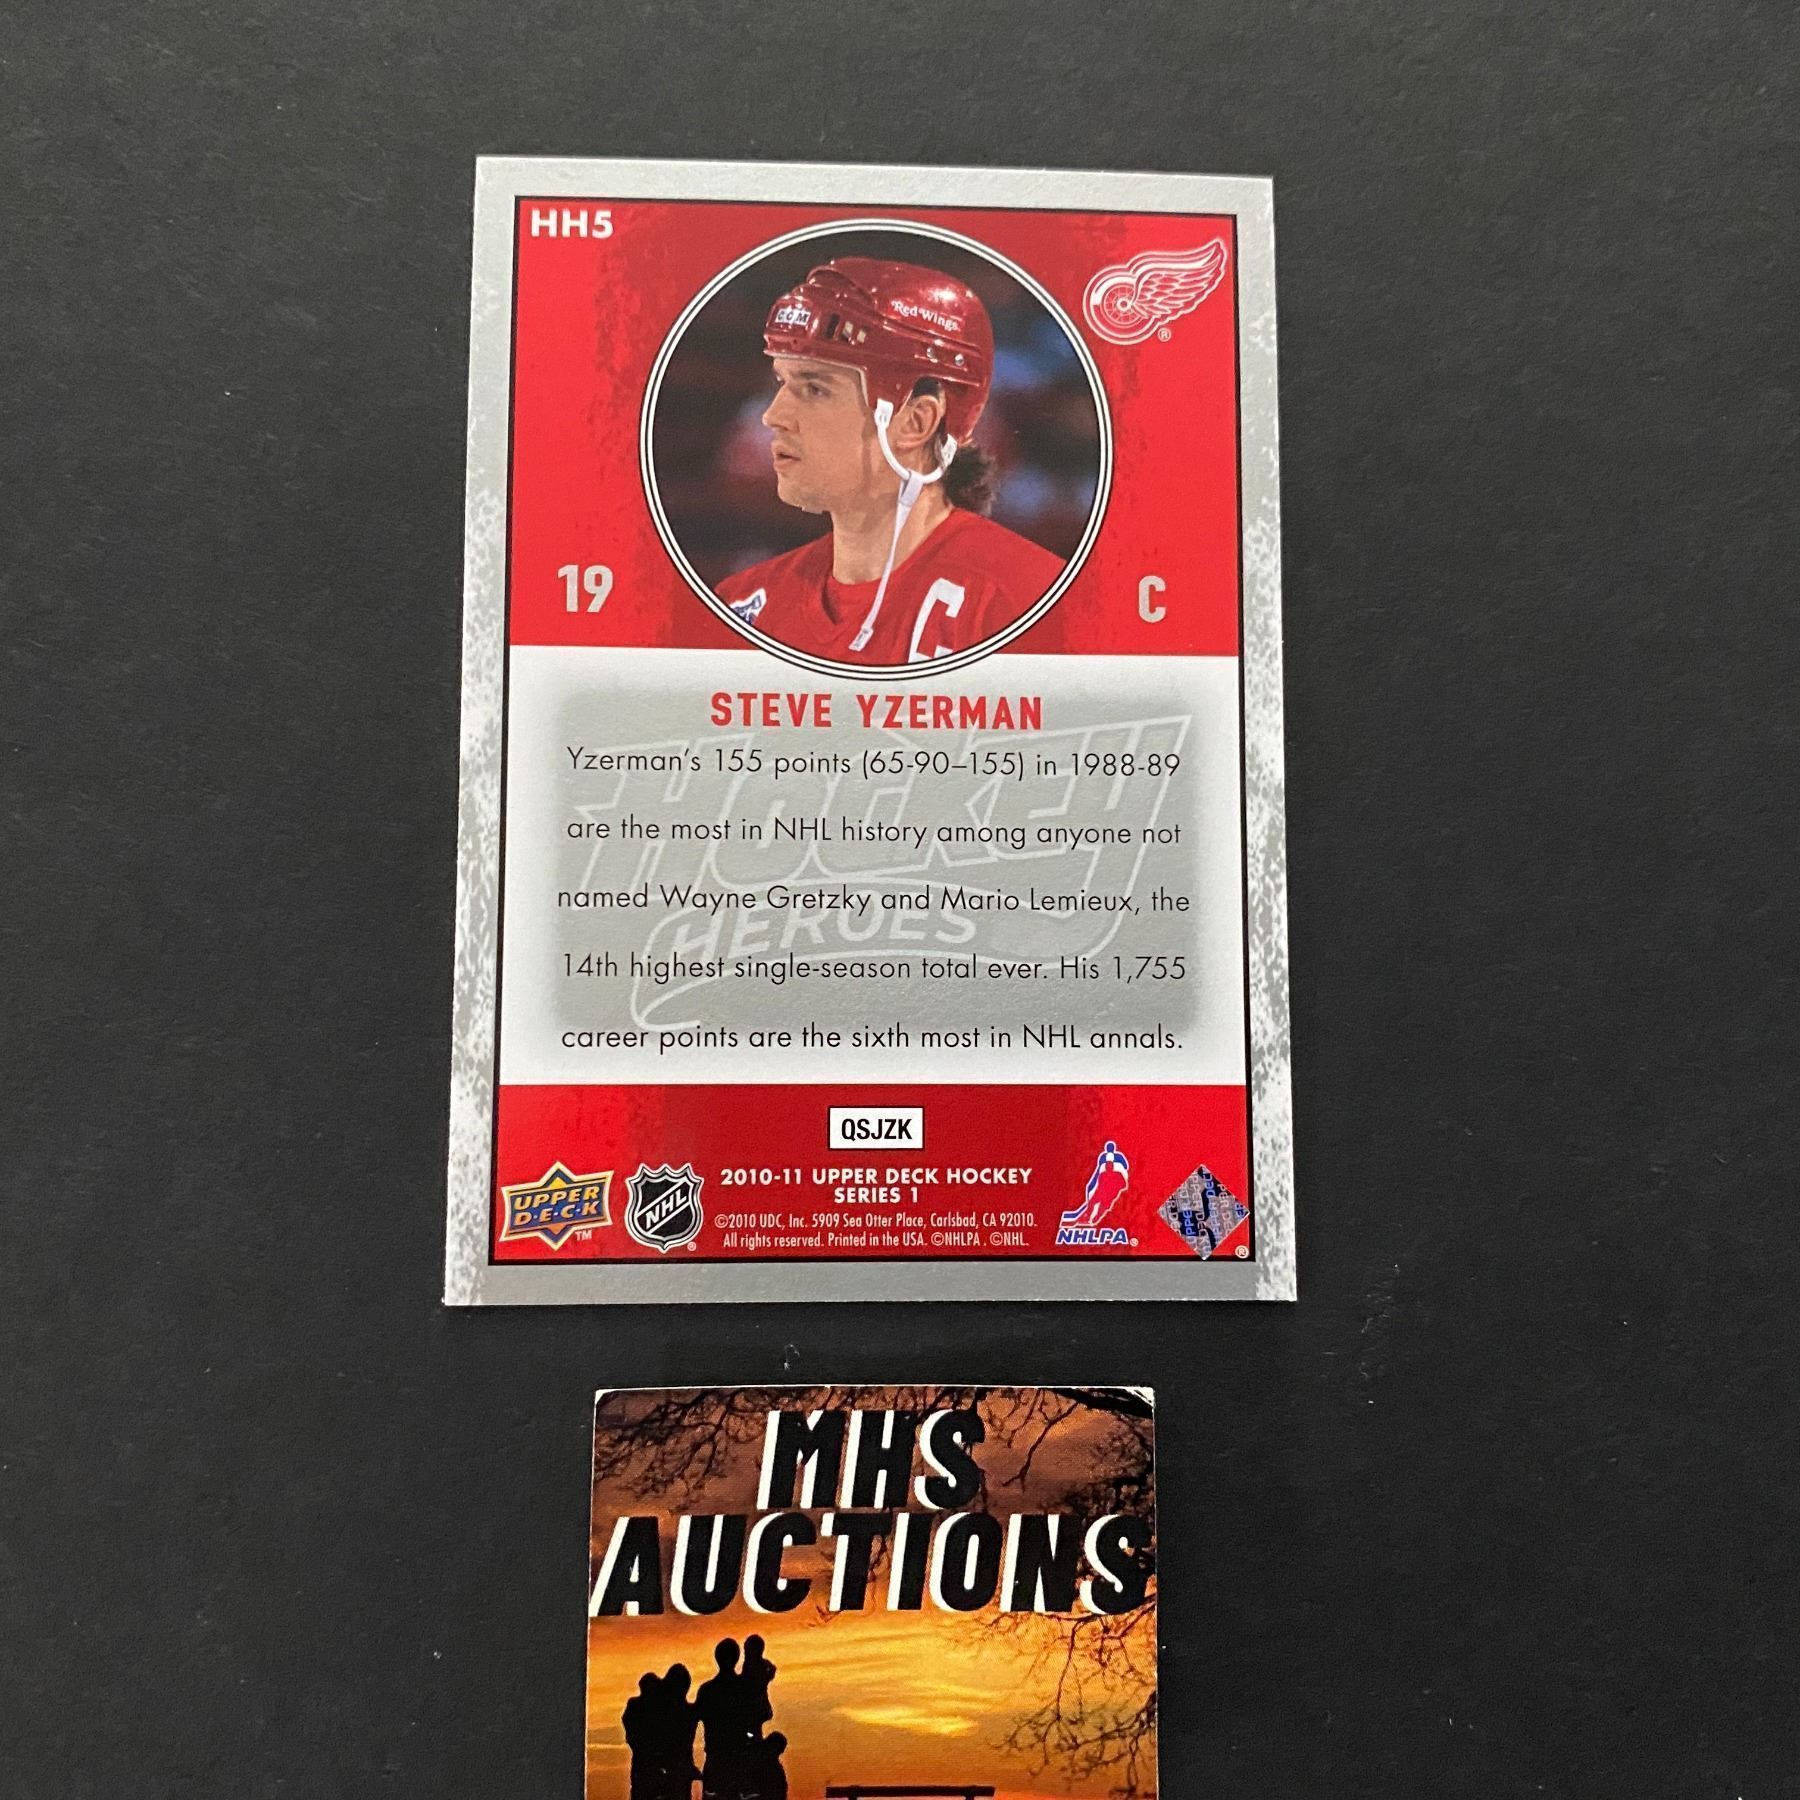 HH5
CCM
Red Wings
®
19
C
C
STEVE YZERMAN
Yzerman's 155 points (65-90–155) in 1988-89
are the most in NHL history among anyone not
named Wayne Gretzky and Mario Lemieux, the
14th highest single-season total ever. His 1,755
career points are the sixth most in NHL annals.
HOCKEY
HEROES
QSJZK
2010-11 UPPER DECK HOCKEY
SERIES 1
©2010 UDC, Inc. 5909 Sea Otter Place, Carlsbad, CA 92010.
All rights reserved. Printed in the USA. ©NHLPA, ©NHL.
UPPER
D·E·C·K
TM
NHL
®
NHLPA®
®
MHS
AUCTIONS